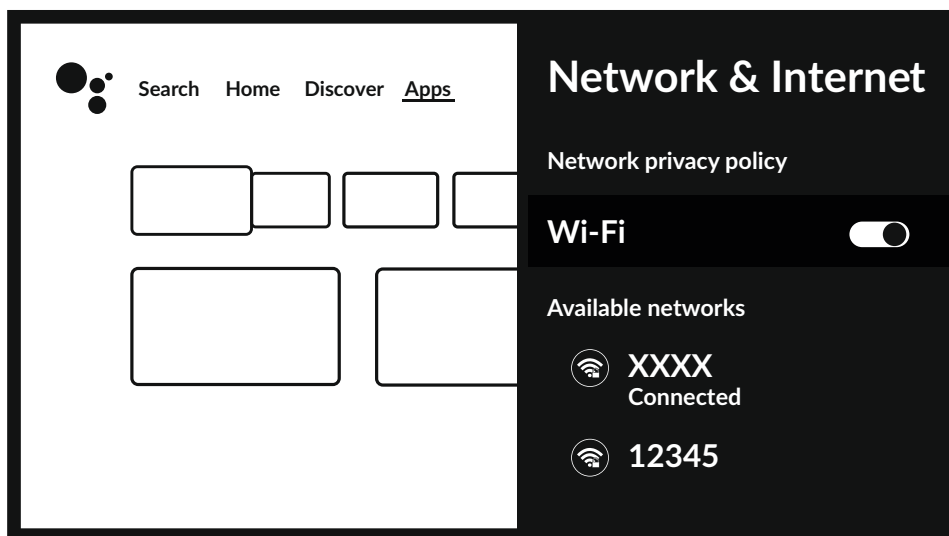 Search Home Discover Apps
Network & Internet
Network privacy policy
Wi-Fi
Available networks
XXXX
Connected
12345